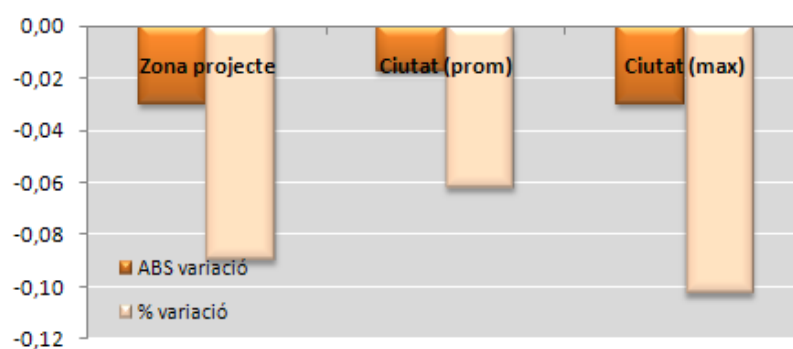 0,00
Zona projecte
Ciutat (prom)
Ciutat (max)
-0,02
-0,04
-0,06
-0,08
ABS variació
-0,10
% variació
-0,12